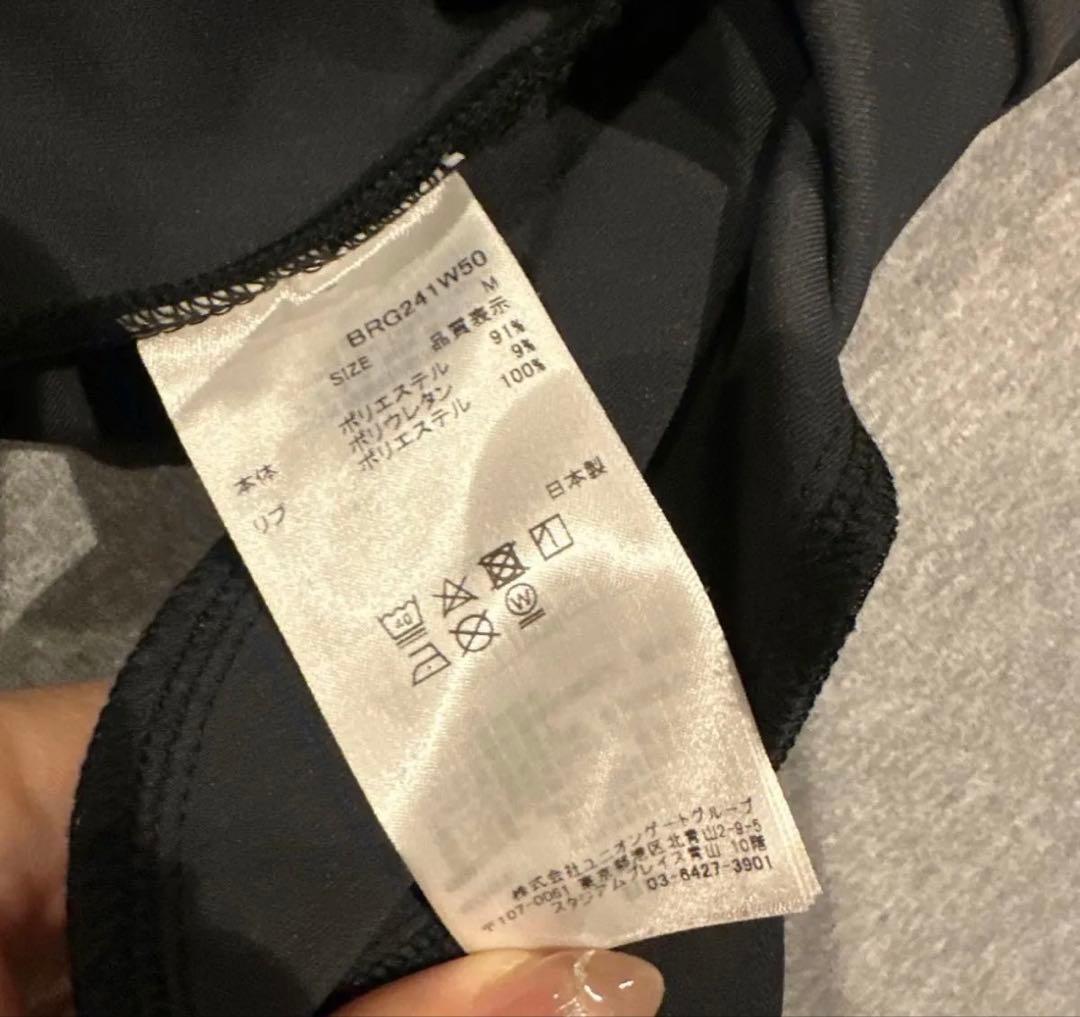 BRG241W50
SIZE M
品質表示
本体 ポリエステル 91%
ポリウレタン 9%
リブ ポリエステル 100%
日本製
40
W
株式会社ユニオンゲートグループ
〒107-0061 東京都港区北青山2-9-5
スタジアムプレイス青山 10階
03-6427-3901